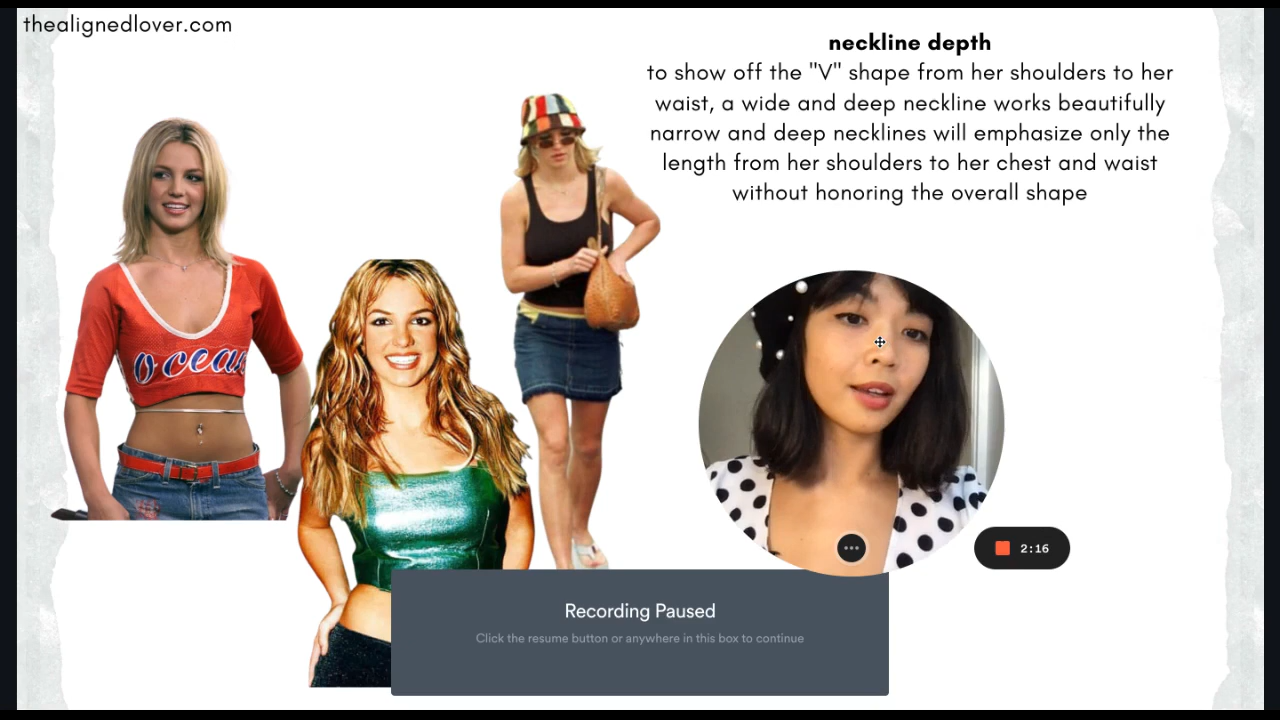 thealignedlover.com
neckline depth
to show off the "V" shape from her shoulders to her
waist, a wide and deep neckline works beautifully
narrow and deep necklines will emphasize only the
length from her shoulders to her chest and waist
without honoring the overall shape
ocea
2:16
Recording Paused
Click the resume button or anywhere in this box to continue